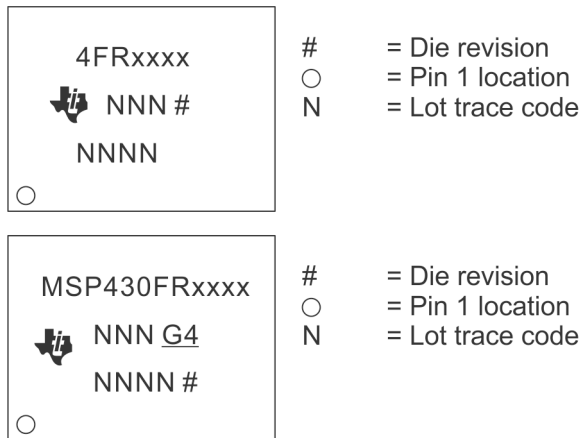 4FRxxxx
NNN #
NNNN
# = Die revision
○ = Pin 1 location
N = Lot trace code
MSP430FRxxxx
NNN G4
NNNN #
# = Die revision
○ = Pin 1 location
N = Lot trace code